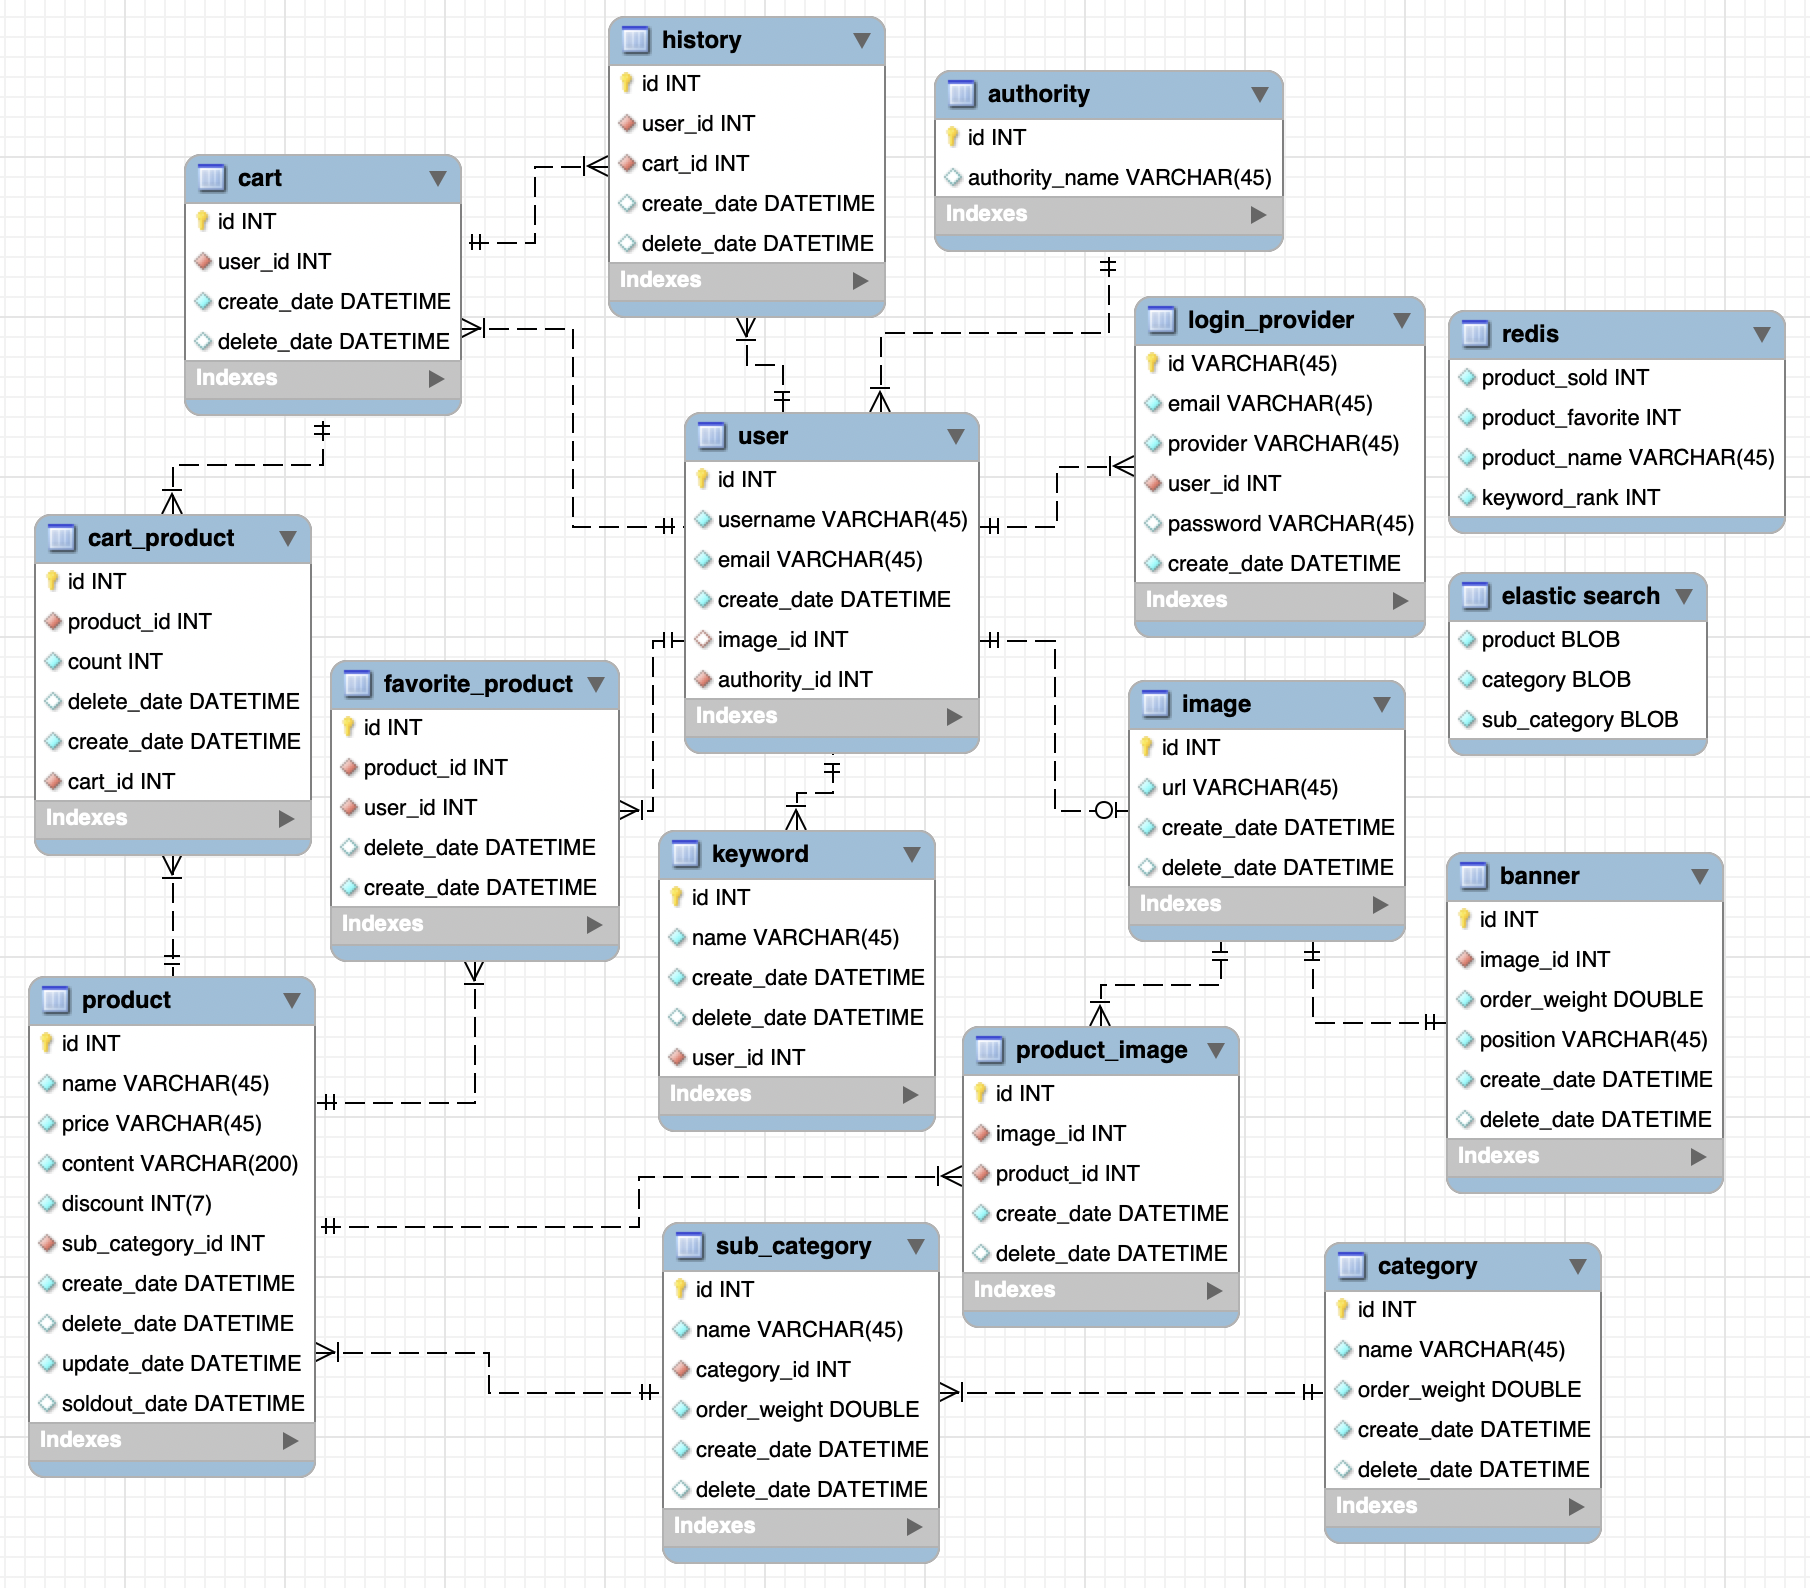 history
id INT
user_id INT
cart_id INT
create_date DATETIME
delete_date DATETIME
Indexes
authority
id INT
authority_name VARCHAR(45)
Indexes
cart
id INT
user_id INT
create_date DATETIME
delete_date DATETIME
Indexes
login_provider
id VARCHAR(45)
email VARCHAR(45)
provider VARCHAR(45)
user_id INT
password VARCHAR(45)
create_date DATETIME
Indexes
redis
product_sold INT
product_favorite INT
product_name VARCHAR(45)
keyword_rank INT
user
id INT
username VARCHAR(45)
email VARCHAR(45)
create_date DATETIME
image_id INT
authority_id INT
Indexes
cart_product
id INT
product_id INT
count INT
delete_date DATETIME
create_date DATETIME
cart_id INT
Indexes
elastic search
product BLOB
category BLOB
sub_category BLOB
favorite_product
id INT
product_id INT
user_id INT
delete_date DATETIME
create_date DATETIME
Indexes
image
id INT
url VARCHAR(45)
create_date DATETIME
delete_date DATETIME
Indexes
keyword
id INT
name VARCHAR(45)
create_date DATETIME
delete_date DATETIME
user_id INT
Indexes
banner
id INT
image_id INT
order_weight DOUBLE
position VARCHAR(45)
create_date DATETIME
delete_date DATETIME
Indexes
product
id INT
name VARCHAR(45)
price VARCHAR(45)
content VARCHAR(200)
discount INT(7)
sub_category_id INT
create_date DATETIME
delete_date DATETIME
update_date DATETIME
soldout_date DATETIME
Indexes
product_image
id INT
image_id INT
product_id INT
create_date DATETIME
delete_date DATETIME
Indexes
sub_category
id INT
name VARCHAR(45)
category_id INT
order_weight DOUBLE
create_date DATETIME
delete_date DATETIME
Indexes
category
id INT
name VARCHAR(45)
order_weight DOUBLE
create_date DATETIME
delete_date DATETIME
Indexes